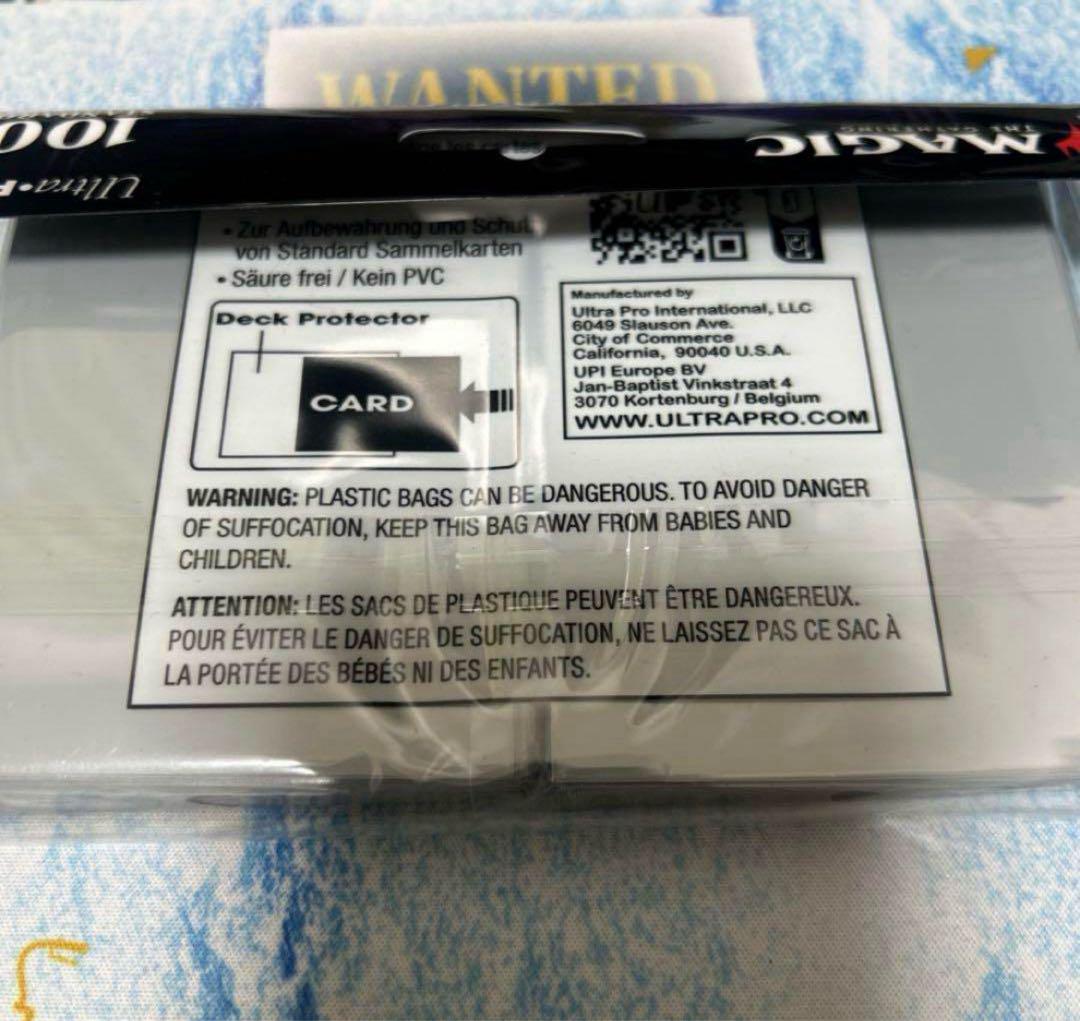 WANTED
100
MAGIC
THE GATHERING
Ultra
• Zur Aufbewahrung und
von Standard Sammelkarten
• Säure frei / Kein PVC
Deck Protector
CARD
Manufactured by
Ultra Pro International, LLC
6049 Slauson Ave.
City of Commerce
California, 90040 U.S.A.
UPI Europe BV
Jan-Baptist Vinkstraat 4
3070 Kortenburg / Belgium
WWW.ULTRAPRO.COM
WARNING: PLASTIC BAGS CAN BE DANGEROUS. TO AVOID DANGER
OF SUFFOCATION, KEEP THIS BAG AWAY FROM BABIES AND
CHILDREN.
ATTENTION: LES SACS DE PLASTIQUE PEUVENT ÊTRE DANGEREUX.
POUR ÉVITER LE DANGER DE SUFFOCATION, NE LAISSEZ PAS CE SAC À
LA PORTÉE DES BÉBÉS NI DES ENFANTS.